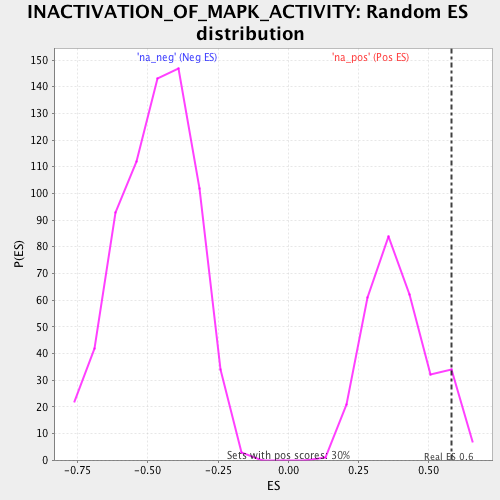 INACTIVATION_OF_MAPK_ACTIVITY: Random ES
distribution
'na_neg' (Neg ES)
'na_pos' (Pos ES)
150
140
130
120
110
100
90
80
70
60
50
40
30
20
10
0
P(ES)
Sets with pos scores: 30%
Real ES 0.6
-0.75
-0.50
-0.25
0.00
0.25
0.50
ES